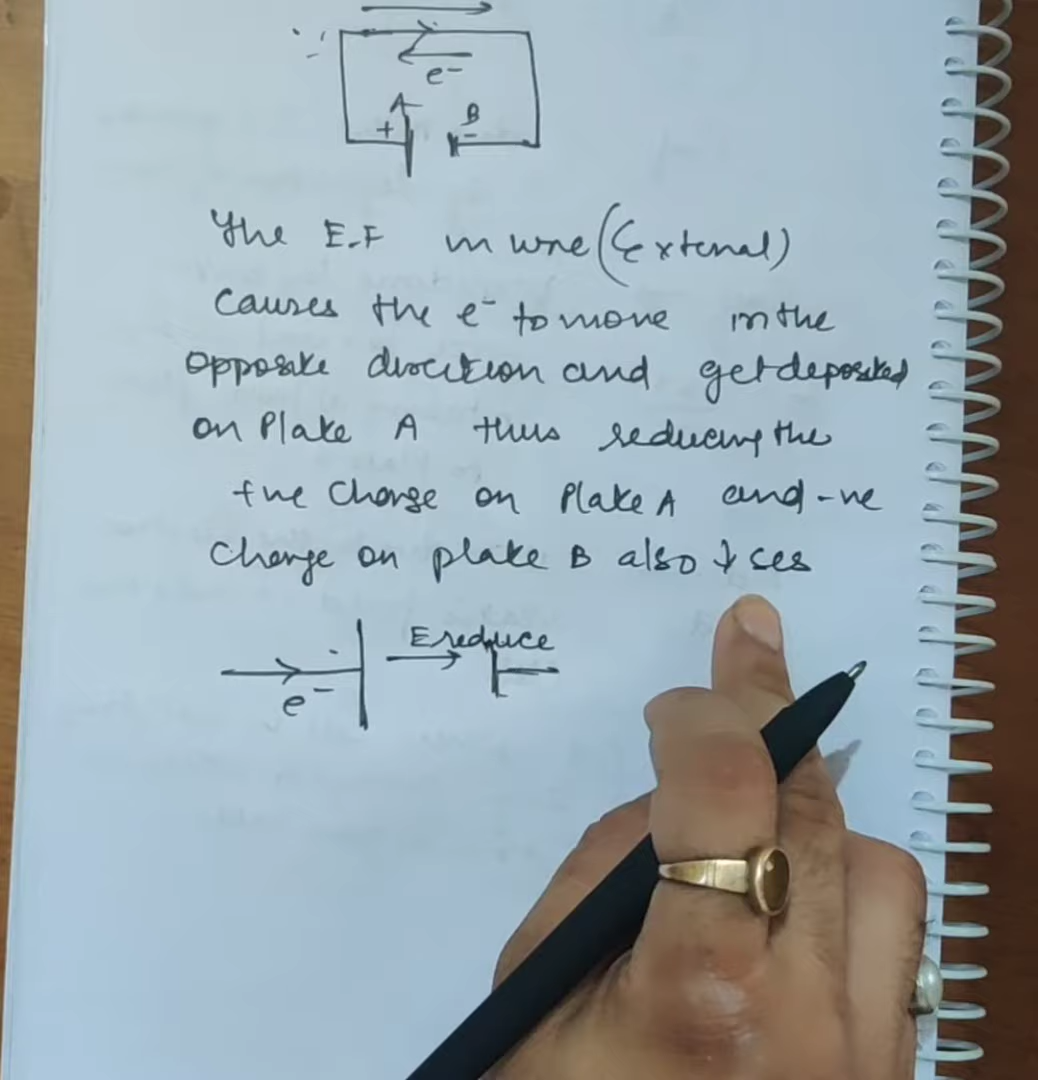 e-
A B
+ -
The E.F in wire (External)
causes the e- to move in the
opposite direction and get deposited
on Plate A thus reducing the
+ve Charge on Plate A and -ve
Charge on plate B also ↓ ses
E reduce
e-